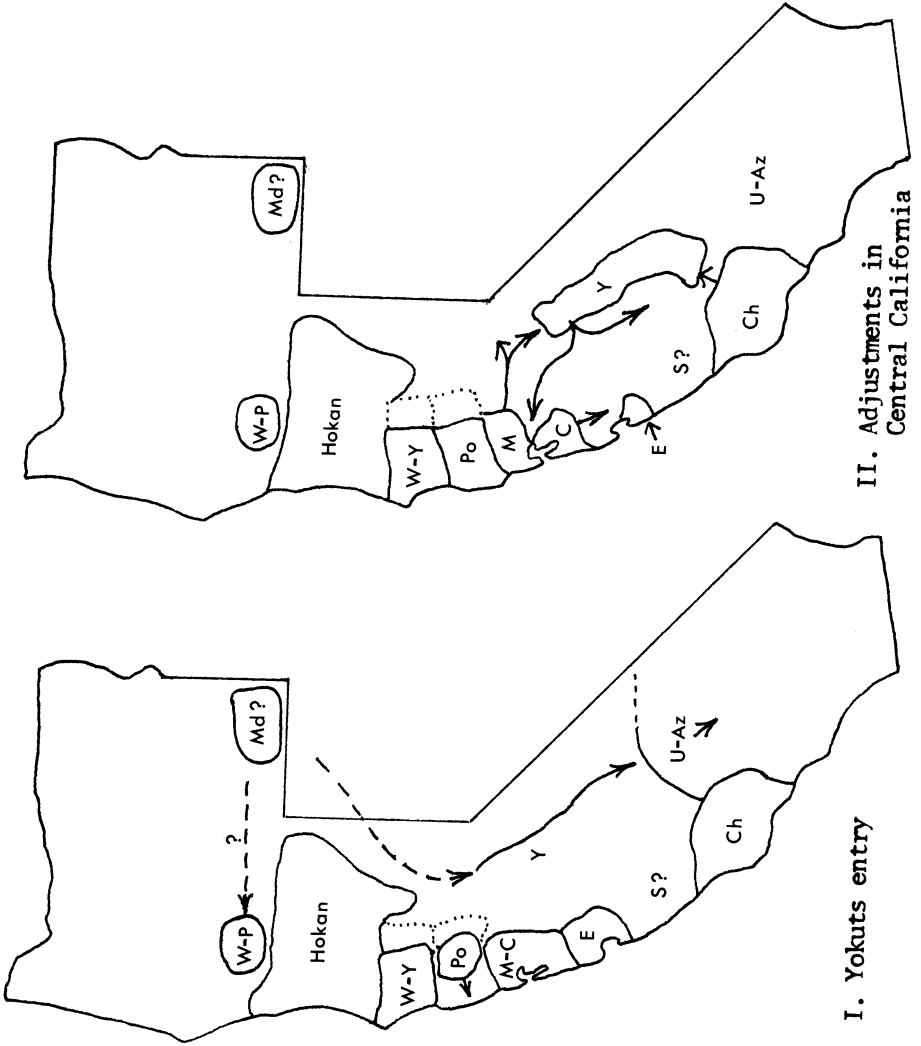 Md?
?
W-P
Hokan
W-Y
Po
M-C
E
Y
S?
U-Az
Ch
I. Yokuts entry
Md?
W-P
Hokan
W-Y
Po
M
C
E
Y
S?
U-Az
Ch
II. Adjustments in
Central California